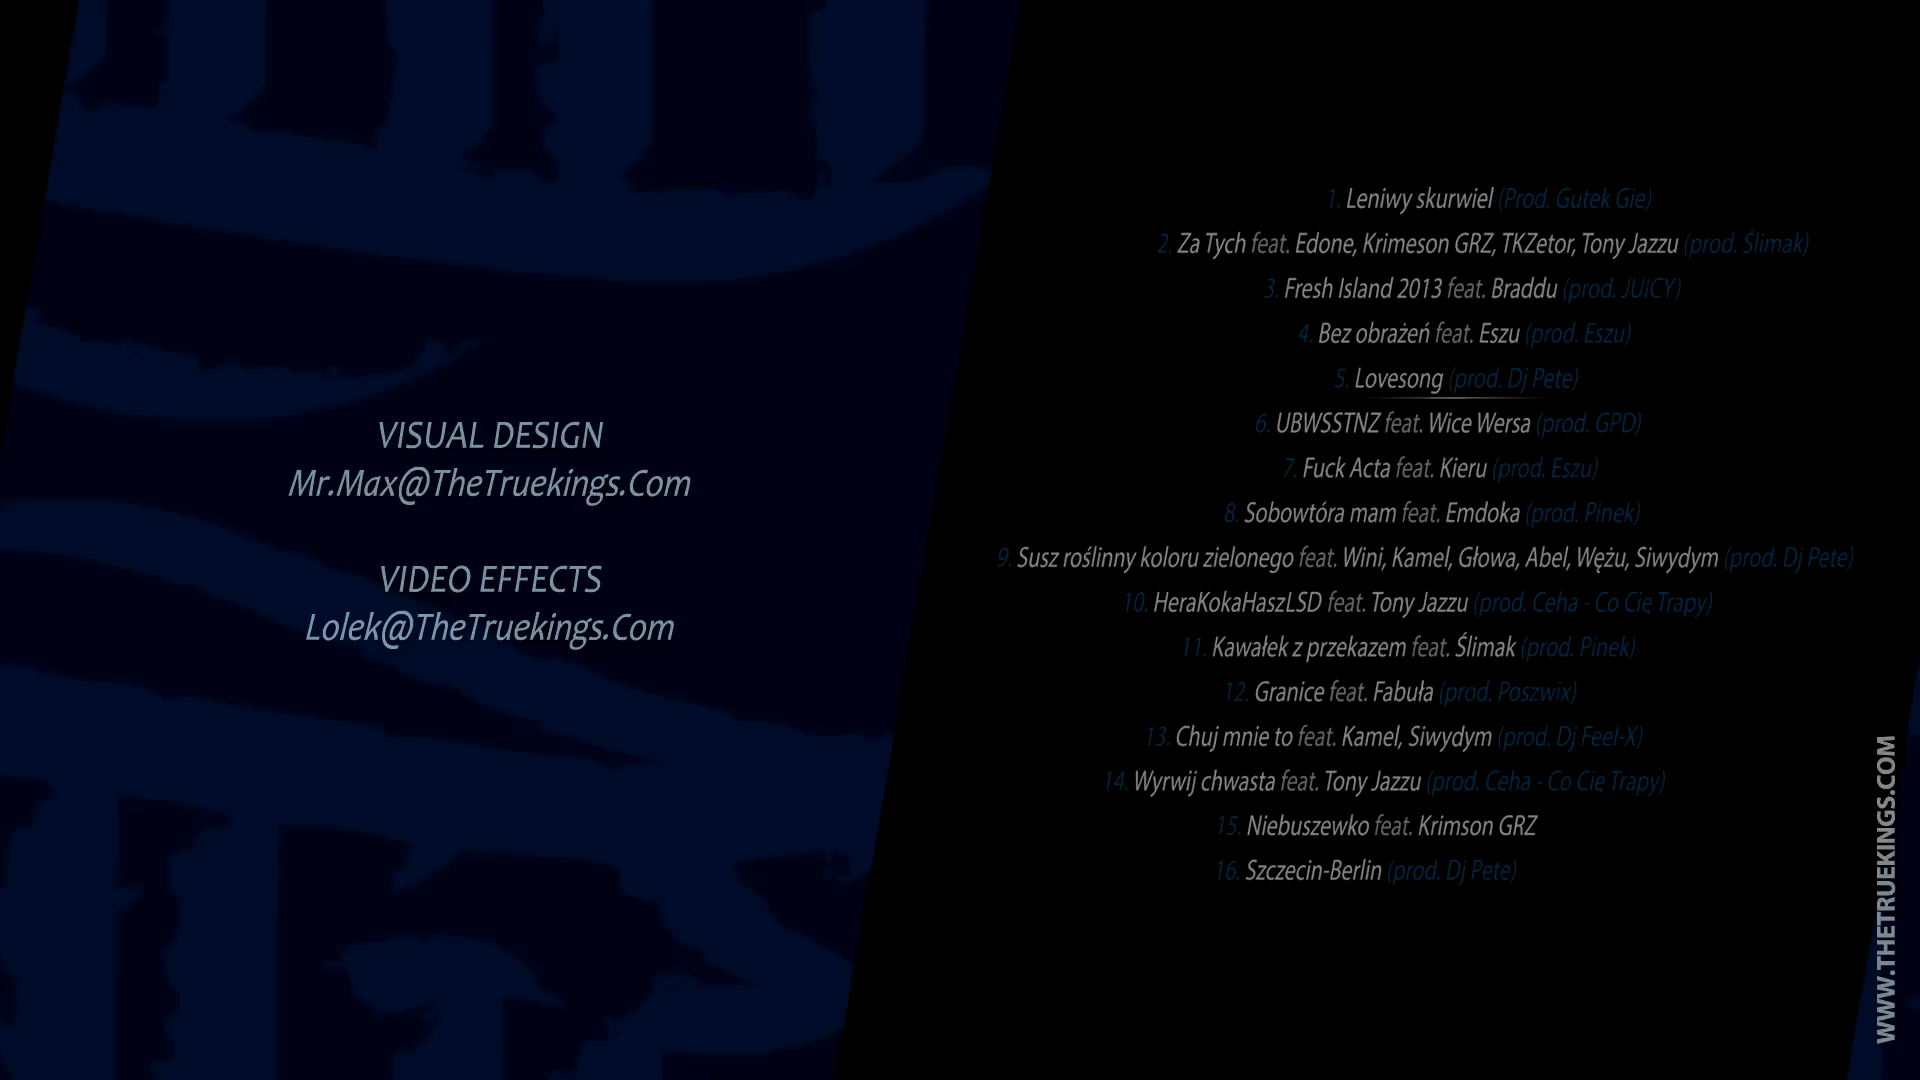 VISUAL DESIGN
Mr.Max@TheTruekings.Com
VIDEO EFFECTS
Lolek@TheTruekings.Com
1. Leniwy skurwiel (Prod. Gutek Gie)
2. Za Tych feat. Edone, Krimeson GRZ, TKZetor, Tony Jazzu (prod. Ślimak)
3. Fresh Island 2013 feat. Braddu (prod. JUICY)
4. Bez obrażeń feat. Eszu (prod. Eszu)
5. Lovesong (prod. Dj Pete)
6. UBWSSTNZ feat. Wice Wersa (prod. GPD)
7. Fuck Acta feat. Kieru (prod. Eszu)
8. Sobowtóra mam feat. Emdoka (prod. Pinek)
9. Susz roślinny koloru zielonego feat. Wini, Kamel, Głowa, Abel, Wężu, Siwydym (prod. Dj Pete)
10. HeraKokaHaszLSD feat. Tony Jazzu (prod. Ceha - Co Cię Trapy)
11. Kawałek z przekazem feat. Ślimak (prod. Pinek)
12. Granice feat. Fabuła (prod. Poszwix)
13. Chuj mnie to feat. Kamel, Siwydym (prod. Dj Feel-X)
14. Wyrwij chwasta feat. Tony Jazzu (prod. Ceha - Co Cię Trapy)
15. Niebuszewko feat. Krimson GRZ
16. Szczecin-Berlin (prod. Dj Pete)
WWW.THETRUEKINGS.COM